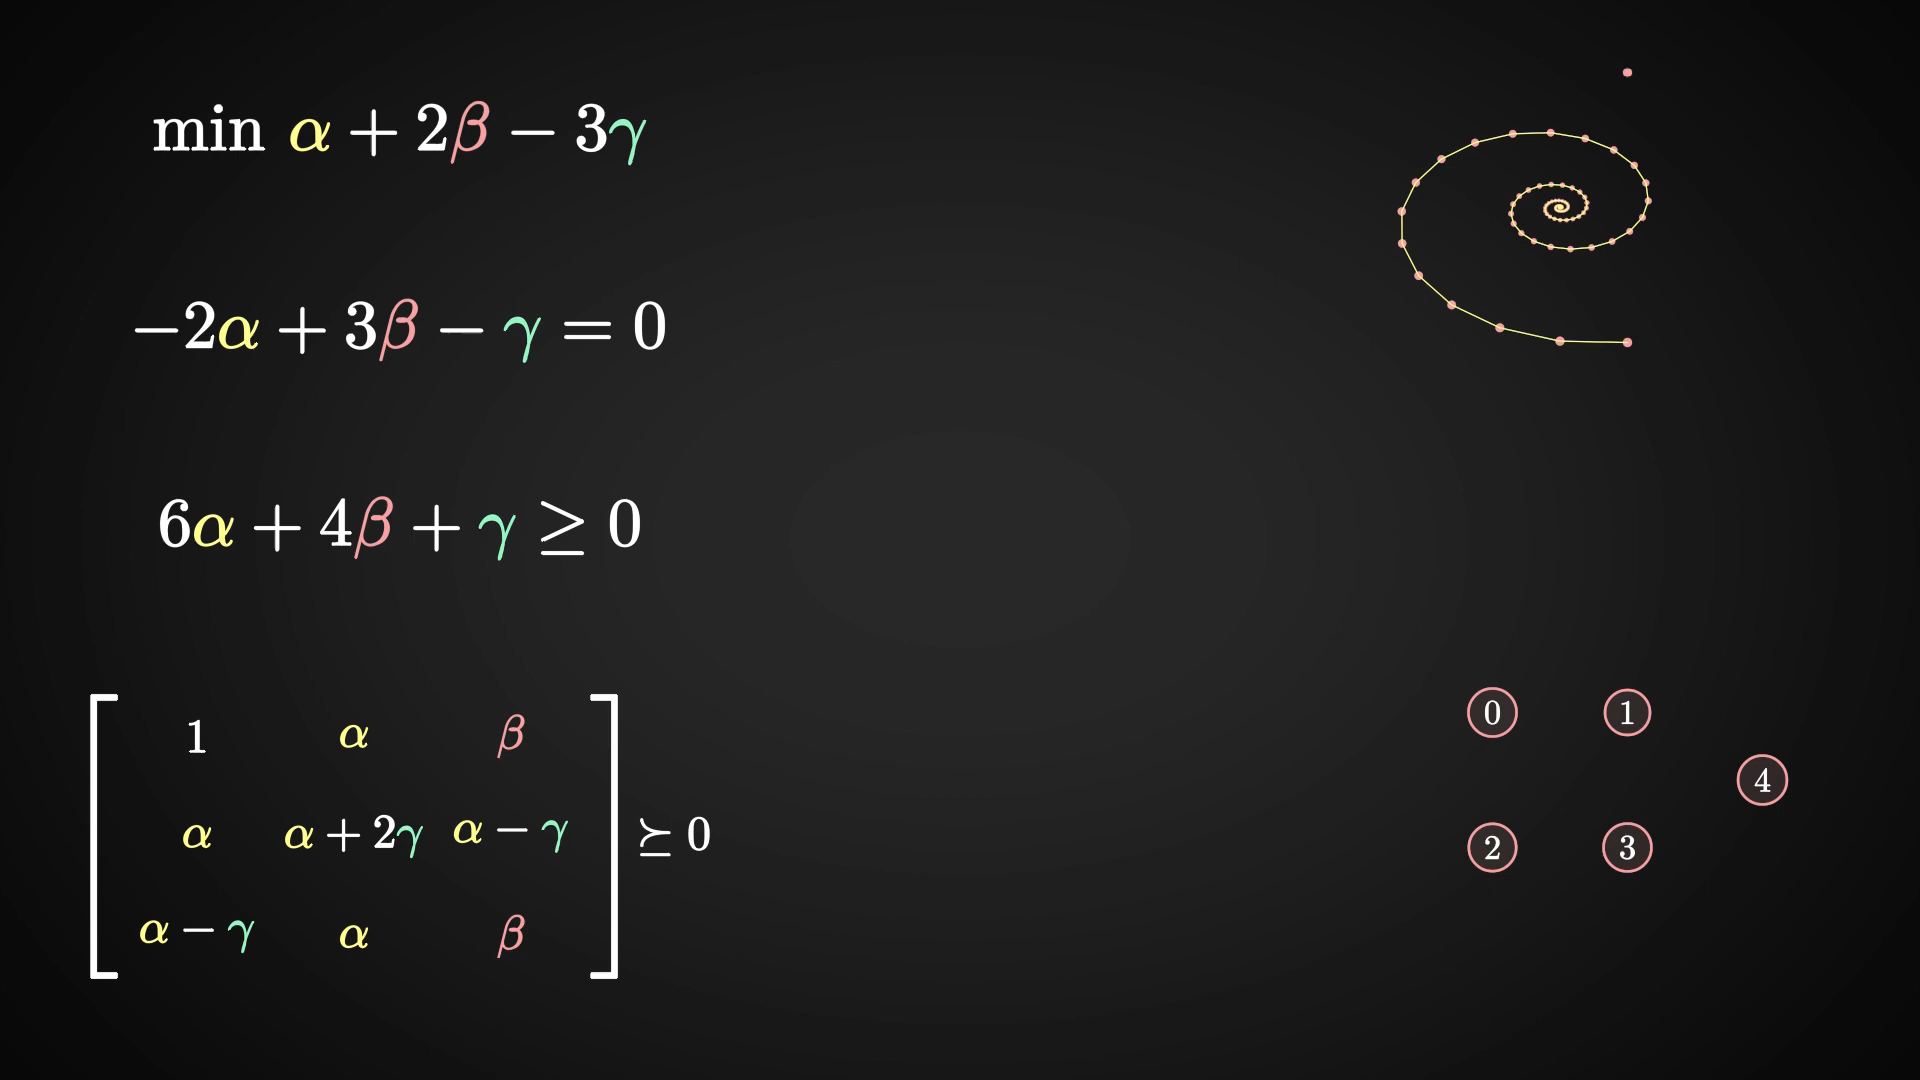 min α + 2β − 3γ
−2α + 3β − γ = 0
6α + 4β + γ ≥ 0
1 α β
α α + 2γ α − γ ⪰ 0
α − γ α β
0 1
4
2 3